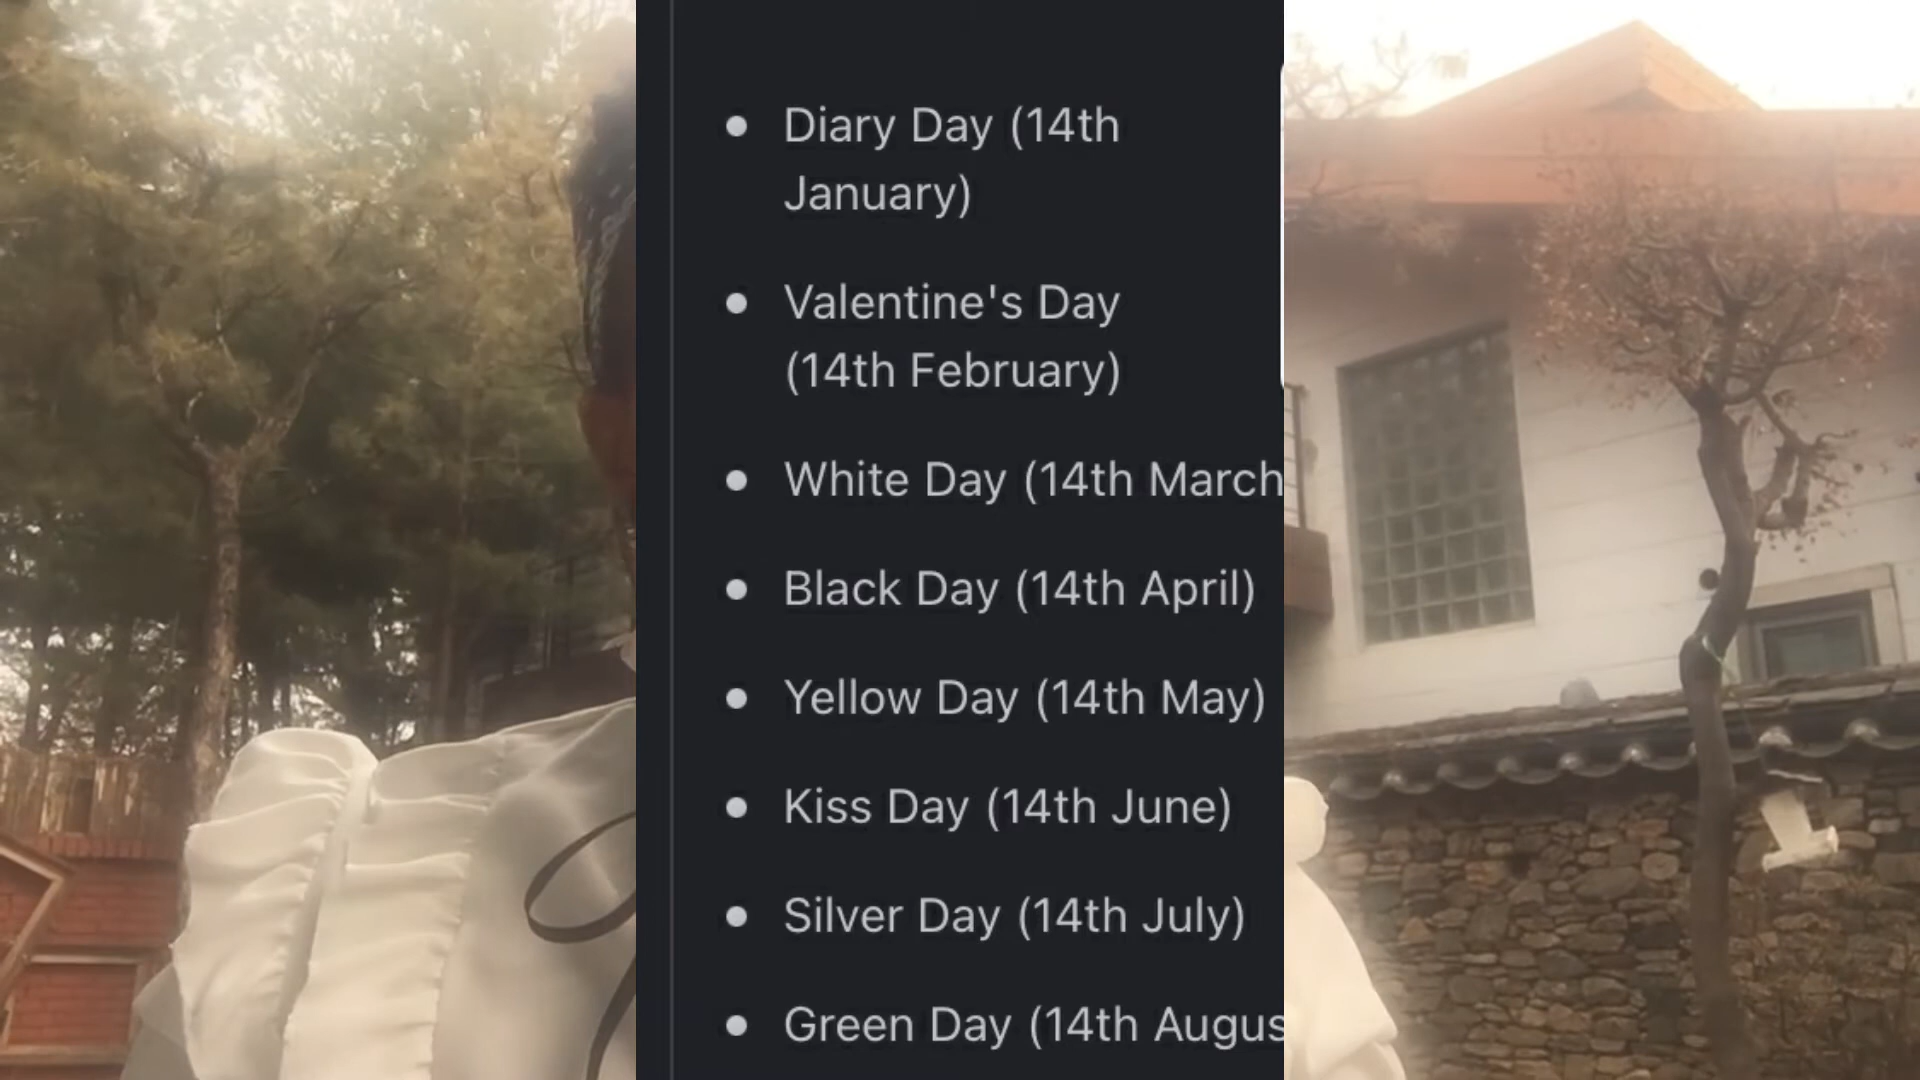 Diary Day (14th
January)
Valentine's Day
(14th February)
White Day (14th March
Black Day (14th April)
Yellow Day (14th May)
Kiss Day (14th June)
Silver Day (14th July)
Green Day (14th Augus